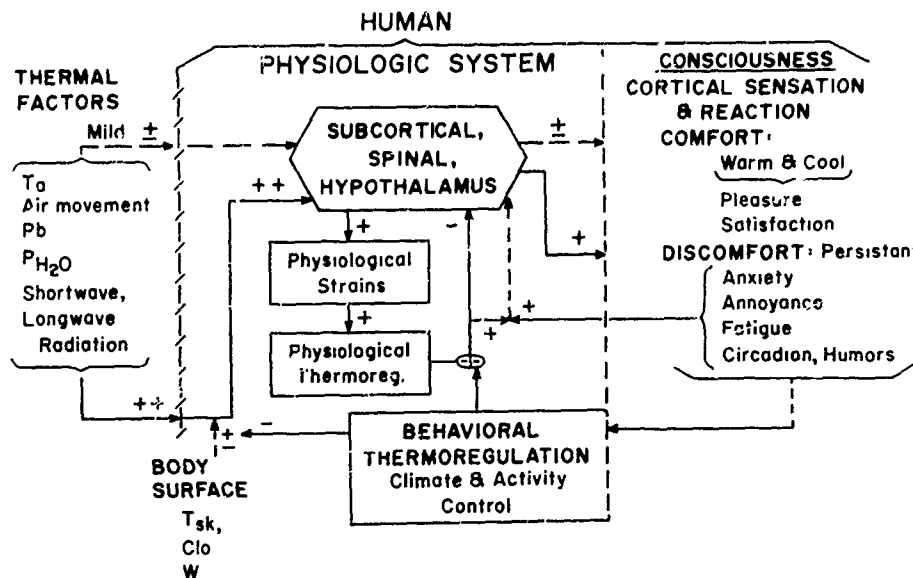 HUMAN
PHYSIOLOGIC SYSTEM
THERMAL
FACTORS
Mild ±
Ta
Air movement
Pb
PH2O
Shortwave,
Longwave
Radiation
++
++
SUBCORTICAL,
SPINAL,
HYPOTHALAMUS
±
+
+
Physiological
Strains
+
Physiological
Thermoreg.
−
+
+
BEHAVIORAL
THERMOREGULATION
Climate & Activity
Control
−
±
BODY
SURFACE
Tsk,
Clo
W
CONSCIOUSNESS
CORTICAL SENSATION
& REACTION
COMFORT:
Warm & Cool
Pleasure
Satisfaction
DISCOMFORT: Persistant
Anxiety
Annoyance
Fatigue
Circadian, Humors